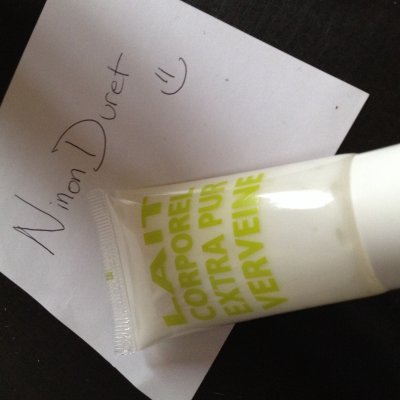 Ninon Duret
LAIT
CORPOREL
EXTRA PUR
VERVEINE